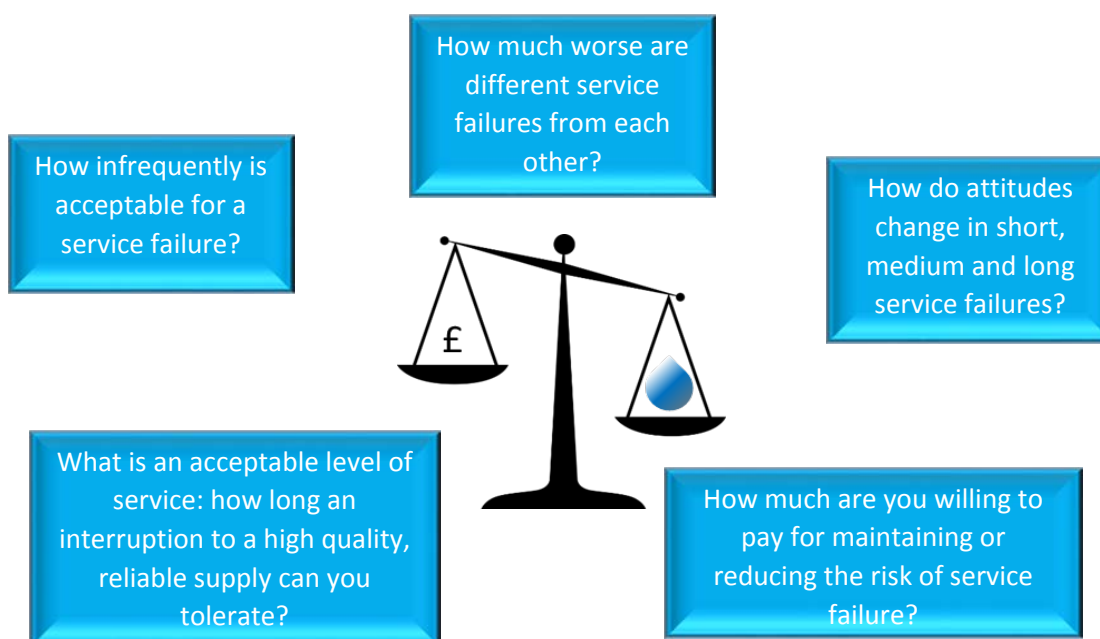 How much worse are
different service
failures from each
other?
How infrequently is
acceptable for a
service failure?
How do attitudes
change in short,
medium and long
service failures?
£
What is an acceptable level of
service: how long an
interruption to a high quality,
reliable supply can you
tolerate?
How much are you willing to
pay for maintaining or
reducing the risk of service
failure?